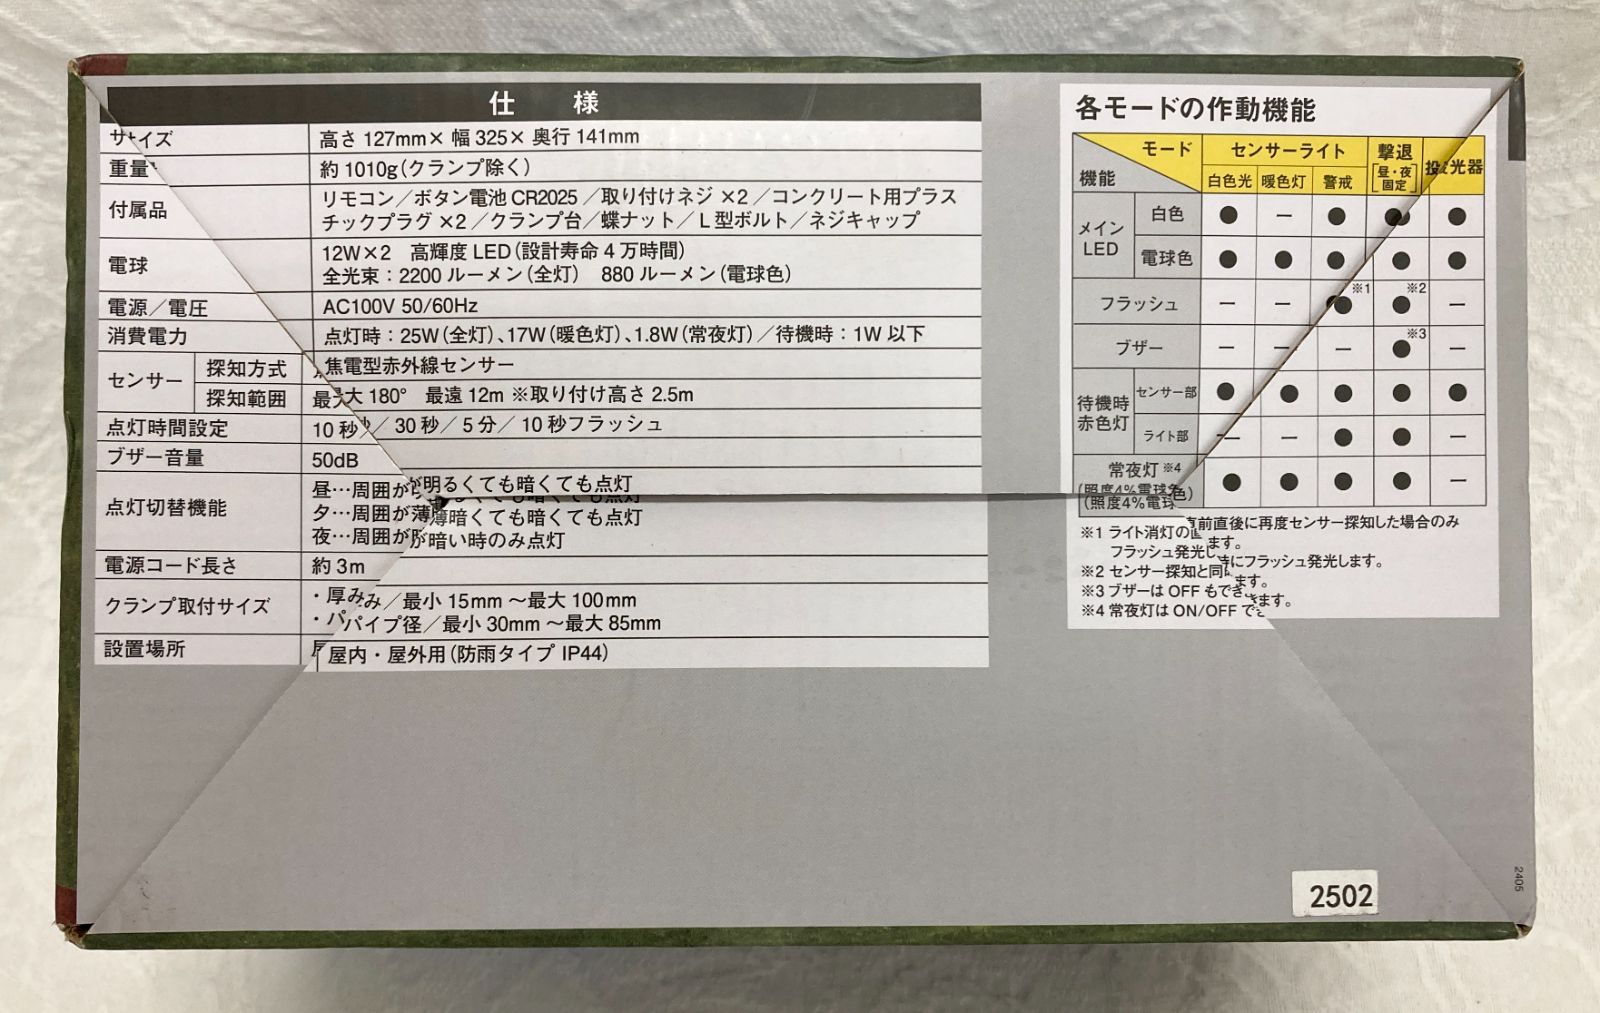 仕様
サイズ 高さ 127mm× 幅 325× 奥行 141mm
重量 約 1010g(クランプ除く)
付属品 リモコン／ボタン電池 CR2025／取り付けネジ ×2／コンクリート用プラス
チックプラグ ×2／クランプ台／蝶ナット／L 型ボルト／ネジキャップ
電球 12W×2 高輝度 LED(設計寿命 4 万時間)
全光束：2200 ルーメン(全灯) 880 ルーメン(電球色)
電源／電圧 AC100V 50/60Hz
消費電力 点灯時：25W(全灯)、17W(暖色灯)、1.8W(常夜灯)／待機時：1W 以下
センサー 探知方式 焦電型赤外線センサー
探知範囲 最大 180° 最遠 12m ※取り付け高さ 2.5m
点灯時間設定 10 秒／30 秒／5 分／10 秒フラッシュ
ブザー音量 50dB
点灯切替機能 昼…周囲が明るくても暗くても点灯
夕…周囲が薄暗くても暗くても点灯
夜…周囲が暗い時のみ点灯
電源コード長さ 約 3m
クランプ取付サイズ ・厚み／最小 15mm 〜最大 100mm
・パイプ径／最小 30mm 〜最大 85mm
設置場所 屋内・屋外用(防雨タイプ IP44)
各モードの作動機能
モード 機能 センサーライト 撃退 [昼・夜固定] 投光器
白色光 暖色灯 警戒
メインLED 白色 ● － ● ● ●
電球色 ● ● ● ● ●
フラッシュ － － ●※1 ●※2 －
ブザー － － － ●※3 －
待機時赤色灯 センサー部 ● ● ● ● ●
ライト部 － － ● ● －
常夜灯※4 ● ● ● ● －
(照度4%電球色)
※1 ライト消灯の直前直後に再度センサー探知した場合のみ
フラッシュ発光します。
※2 センサー探知と同時にフラッシュ発光します。
※3 ブザーは OFF もできます。
※4 常夜灯は ON/OFF できます。
2405
2502